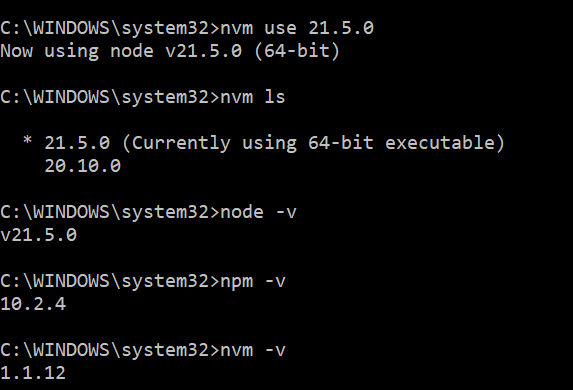 C:\WINDOWS\system32>nvm use 21.5.0
Now using node v21.5.0 (64-bit)
C:\WINDOWS\system32>nvm ls
* 21.5.0 (Currently using 64-bit executable)
20.10.0
C:\WINDOWS\system32>node -v
v21.5.0
C:\WINDOWS\system32>npm -v
10.2.4
C:\WINDOWS\system32>nvm -v
1.1.12